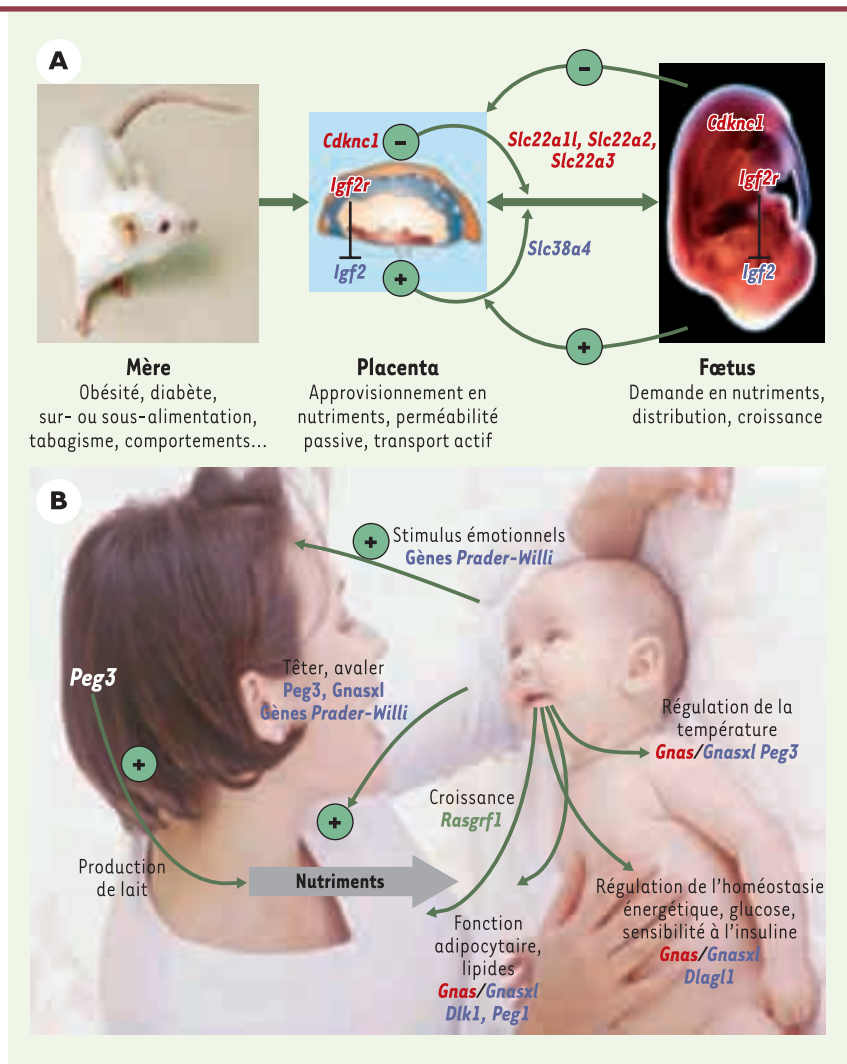 A
Cdknc1
−
Igf2r
Igf2
+
Slc22a1l, Slc22a2,
Slc22a3
Slc38a4
−
+
Cdknc1
Igf2r
Igf2
Mère
Obésité, diabète,
sur- ou sous-alimentation,
tabagisme, comportements...
Placenta
Approvisionnement en
nutriments, perméabilité
passive, transport actif
Fœtus
Demande en nutriments,
distribution, croissance
B
+
Stimulus émotionnels
Gènes Prader-Willi
Peg3
+
Production
de lait
Têter, avaler
Peg3, Gnasxl
Gènes Prader-Willi
+
Nutriments
Croissance
Rasgrf1
Fonction
adipocytaire,
lipides
Gnas/Gnasxl
Dlk1, Peg1
Régulation de la
température
Gnas/Gnasxl Peg3
Régulation de l'homéostasie
énergétique, glucose,
sensibilité à l'insuline
Gnas/Gnasxl
Dlagl1